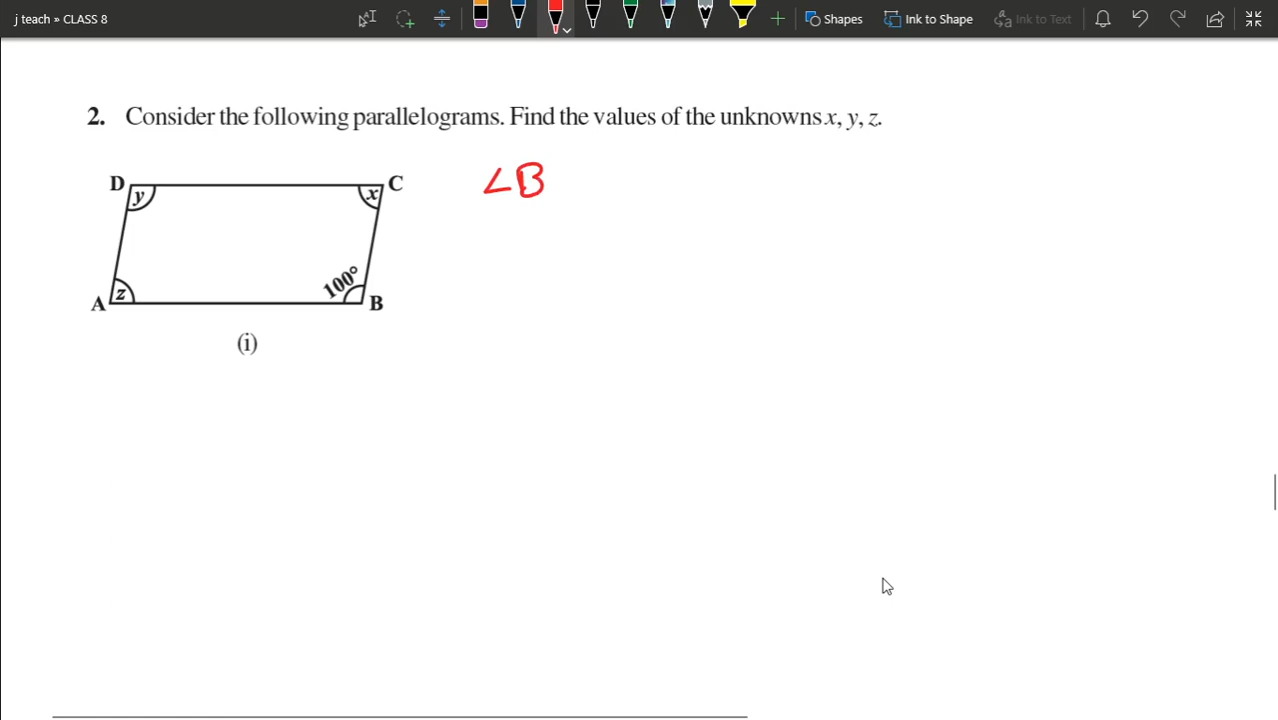 j teach » CLASS 8
Shapes
Ink to Shape
Ink to Text
2. Consider the following parallelograms. Find the values of the unknowns x, y, z.
∠B
D
y
x
C
100°
A
z
B
(i)